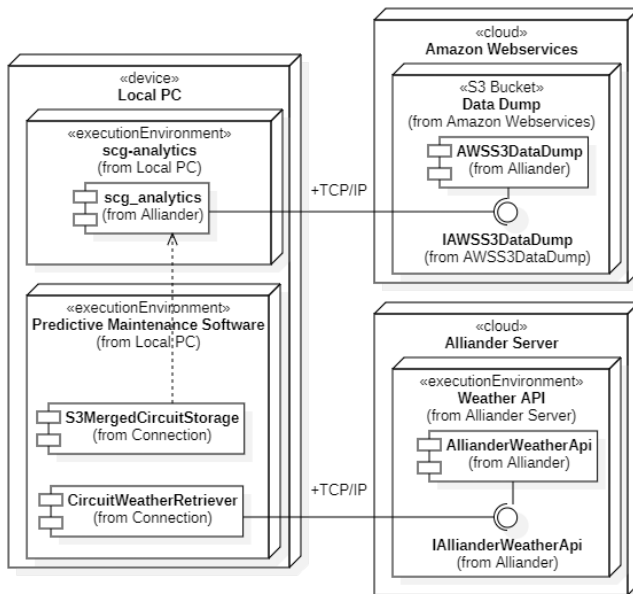 «device»
Local PC
«executionEnvironment»
scg-analytics
(from Local PC)
scg_analytics
(from Alliander)
«executionEnvironment»
Predictive Maintenance Software
(from Local PC)
S3MergedCircuitStorage
(from Connection)
CircuitWeatherRetriever
(from Connection)
+TCP/IP
+TCP/IP
«cloud»
Amazon Webservices
«S3 Bucket»
Data Dump
(from Amazon Webservices)
AWSS3DataDump
(from Alliander)
IAWSS3DataDump
(from AWSS3DataDump)
«cloud»
Alliander Server
«executionEnvironment»
Weather API
(from Alliander Server)
AllianderWeatherApi
(from Alliander)
IAllianderWeatherApi
(from Alliander)